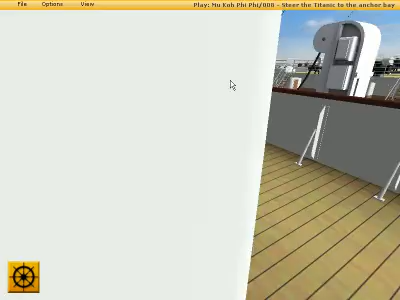 File Options View Play: Mu Koh Phi Phi/008 - Steer the Titanic to the anchor bay